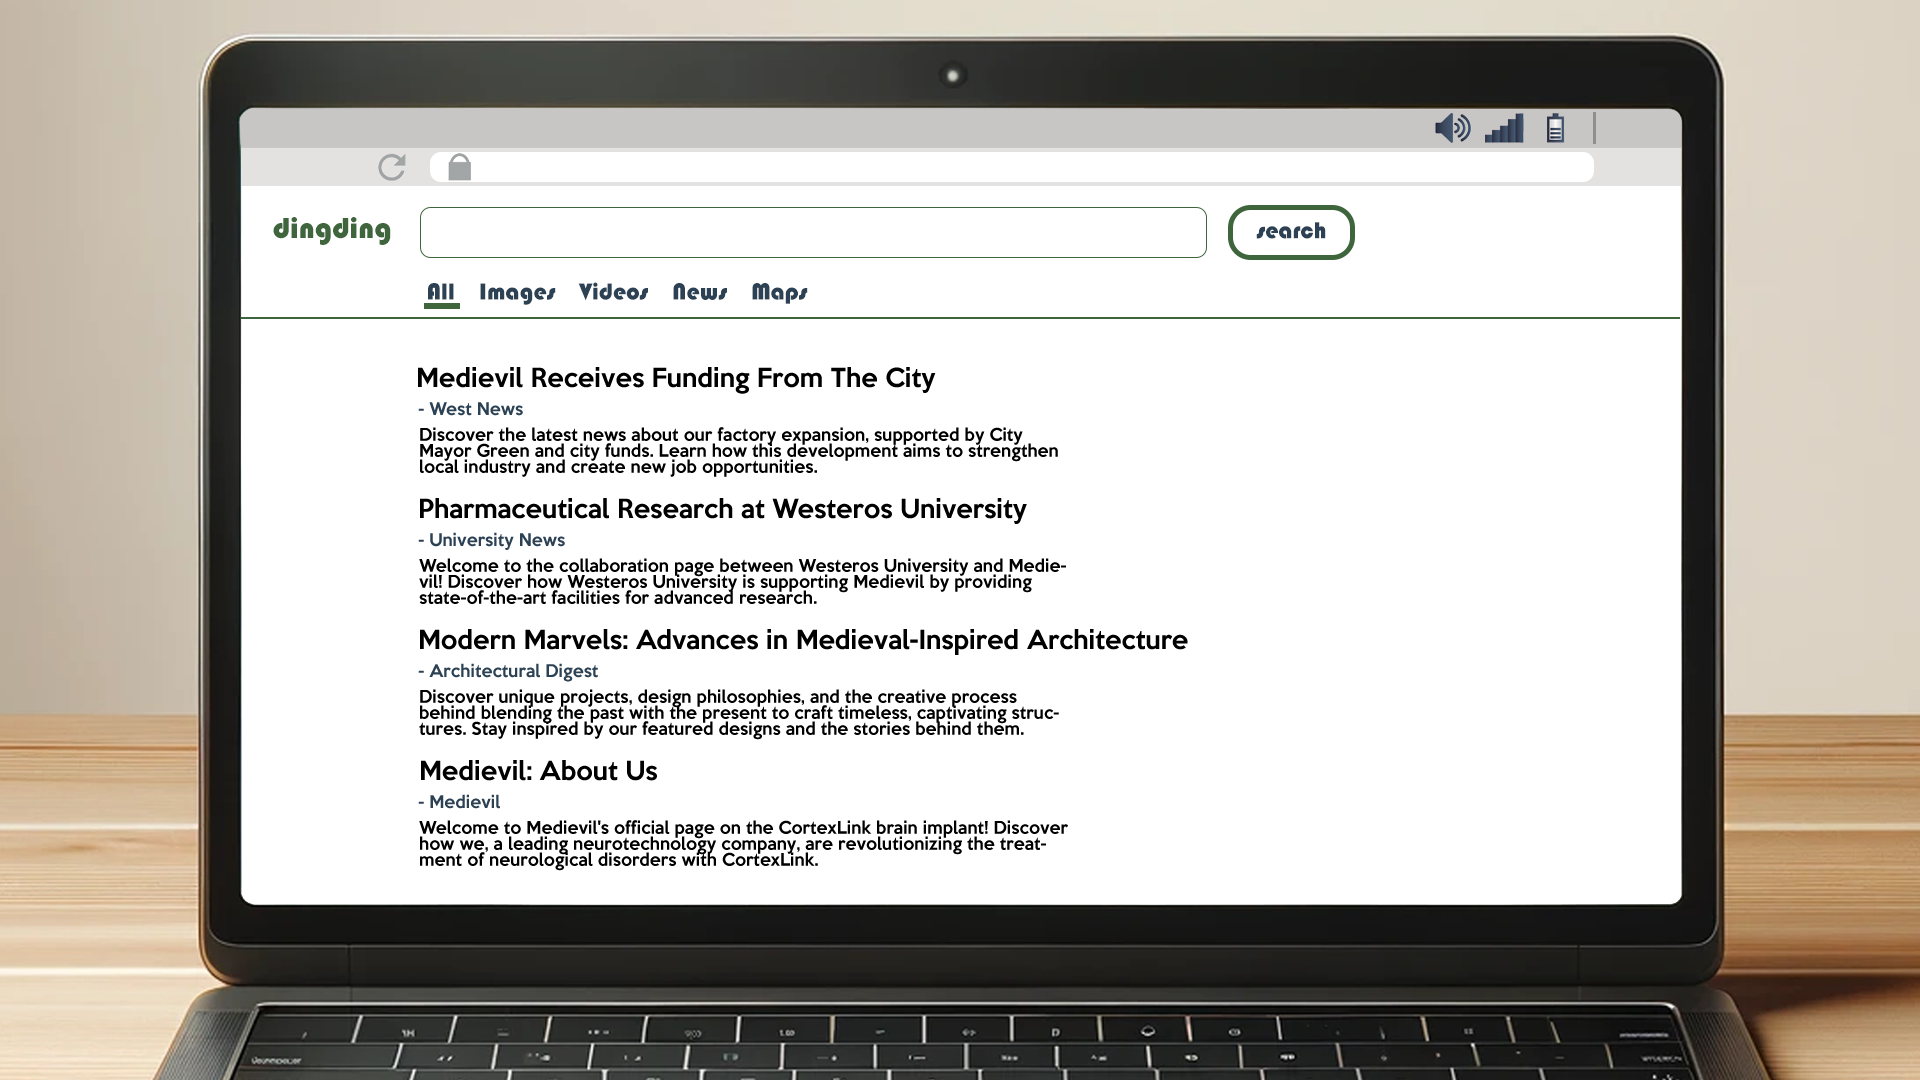 dingding
search
All Images Videos News Maps
Medievil Receives Funding From The City
- West News
Discover the latest news about our factory expansion, supported by City
Mayor Green and city funds. Learn how this development aims to strengthen
local industry and create new job opportunities.
Pharmaceutical Research at Westeros University
- University News
Welcome to the collaboration page between Westeros University and Medie-
vil! Discover how Westeros University is supporting Medievil by providing
state-of-the-art facilities for advanced research.
Modern Marvels: Advances in Medieval-Inspired Architecture
- Architectural Digest
Discover unique projects, design philosophies, and the creative process
behind blending the past with the present to craft timeless, captivating struc-
tures. Stay inspired by our featured designs and the stories behind them.
Medievil: About Us
- Medievil
Welcome to Medievil's official page on the CortexLink brain implant! Discover
how we, a leading neurotechnology company, are revolutionizing the treat-
ment of neurological disorders with CortexLink.